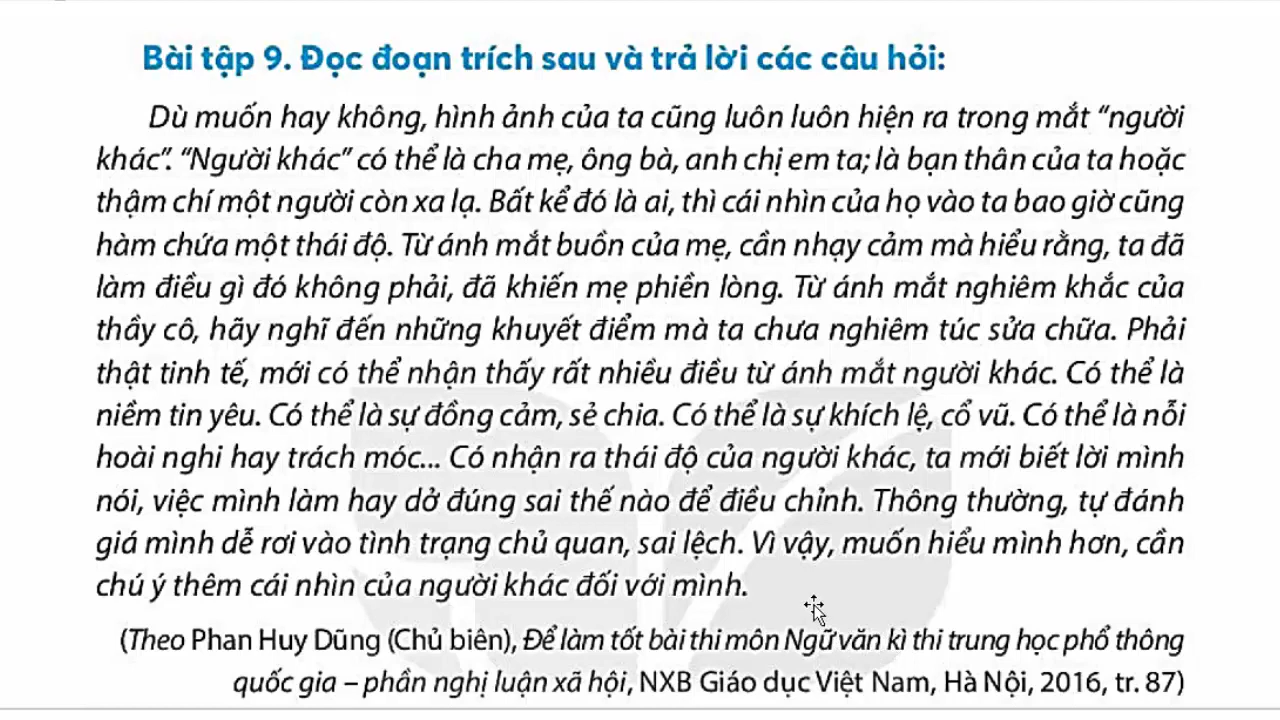 Bài tập 9. Đọc đoạn trích sau và trả lời các câu hỏi:
Dù muốn hay không, hình ảnh của ta cũng luôn luôn hiện ra trong mắt “người
khác”. “Người khác” có thể là cha mẹ, ông bà, anh chị em ta; là bạn thân của ta hoặc
thậm chí một người còn xa lạ. Bất kể đó là ai, thì cái nhìn của họ vào ta bao giờ cũng
hàm chứa một thái độ. Từ ánh mắt buồn của mẹ, cần nhạy cảm mà hiểu rằng, ta đã
làm điều gì đó không phải, đã khiến mẹ phiền lòng. Từ ánh mắt nghiêm khắc của
thầy cô, hãy nghĩ đến những khuyết điểm mà ta chưa nghiêm túc sửa chữa. Phải
thật tinh tế, mới có thể nhận thấy rất nhiều điều từ ánh mắt người khác. Có thể là
niềm tin yêu. Có thể là sự đồng cảm, sẻ chia. Có thể là sự khích lệ, cổ vũ. Có thể là nỗi
hoài nghi hay trách móc... Có nhận ra thái độ của người khác, ta mới biết lời mình
nói, việc mình làm hay dở đúng sai thế nào để điều chỉnh. Thông thường, tự đánh
giá mình dễ rơi vào tình trạng chủ quan, sai lệch. Vì vậy, muốn hiểu mình hơn, cần
chú ý thêm cái nhìn của người khác đối với mình.
(Theo Phan Huy Dũng (Chủ biên), Để làm tốt bài thi môn Ngữ văn kì thi trung học phổ thông
quốc gia – phần nghị luận xã hội, NXB Giáo dục Việt Nam, Hà Nội, 2016, tr. 87)